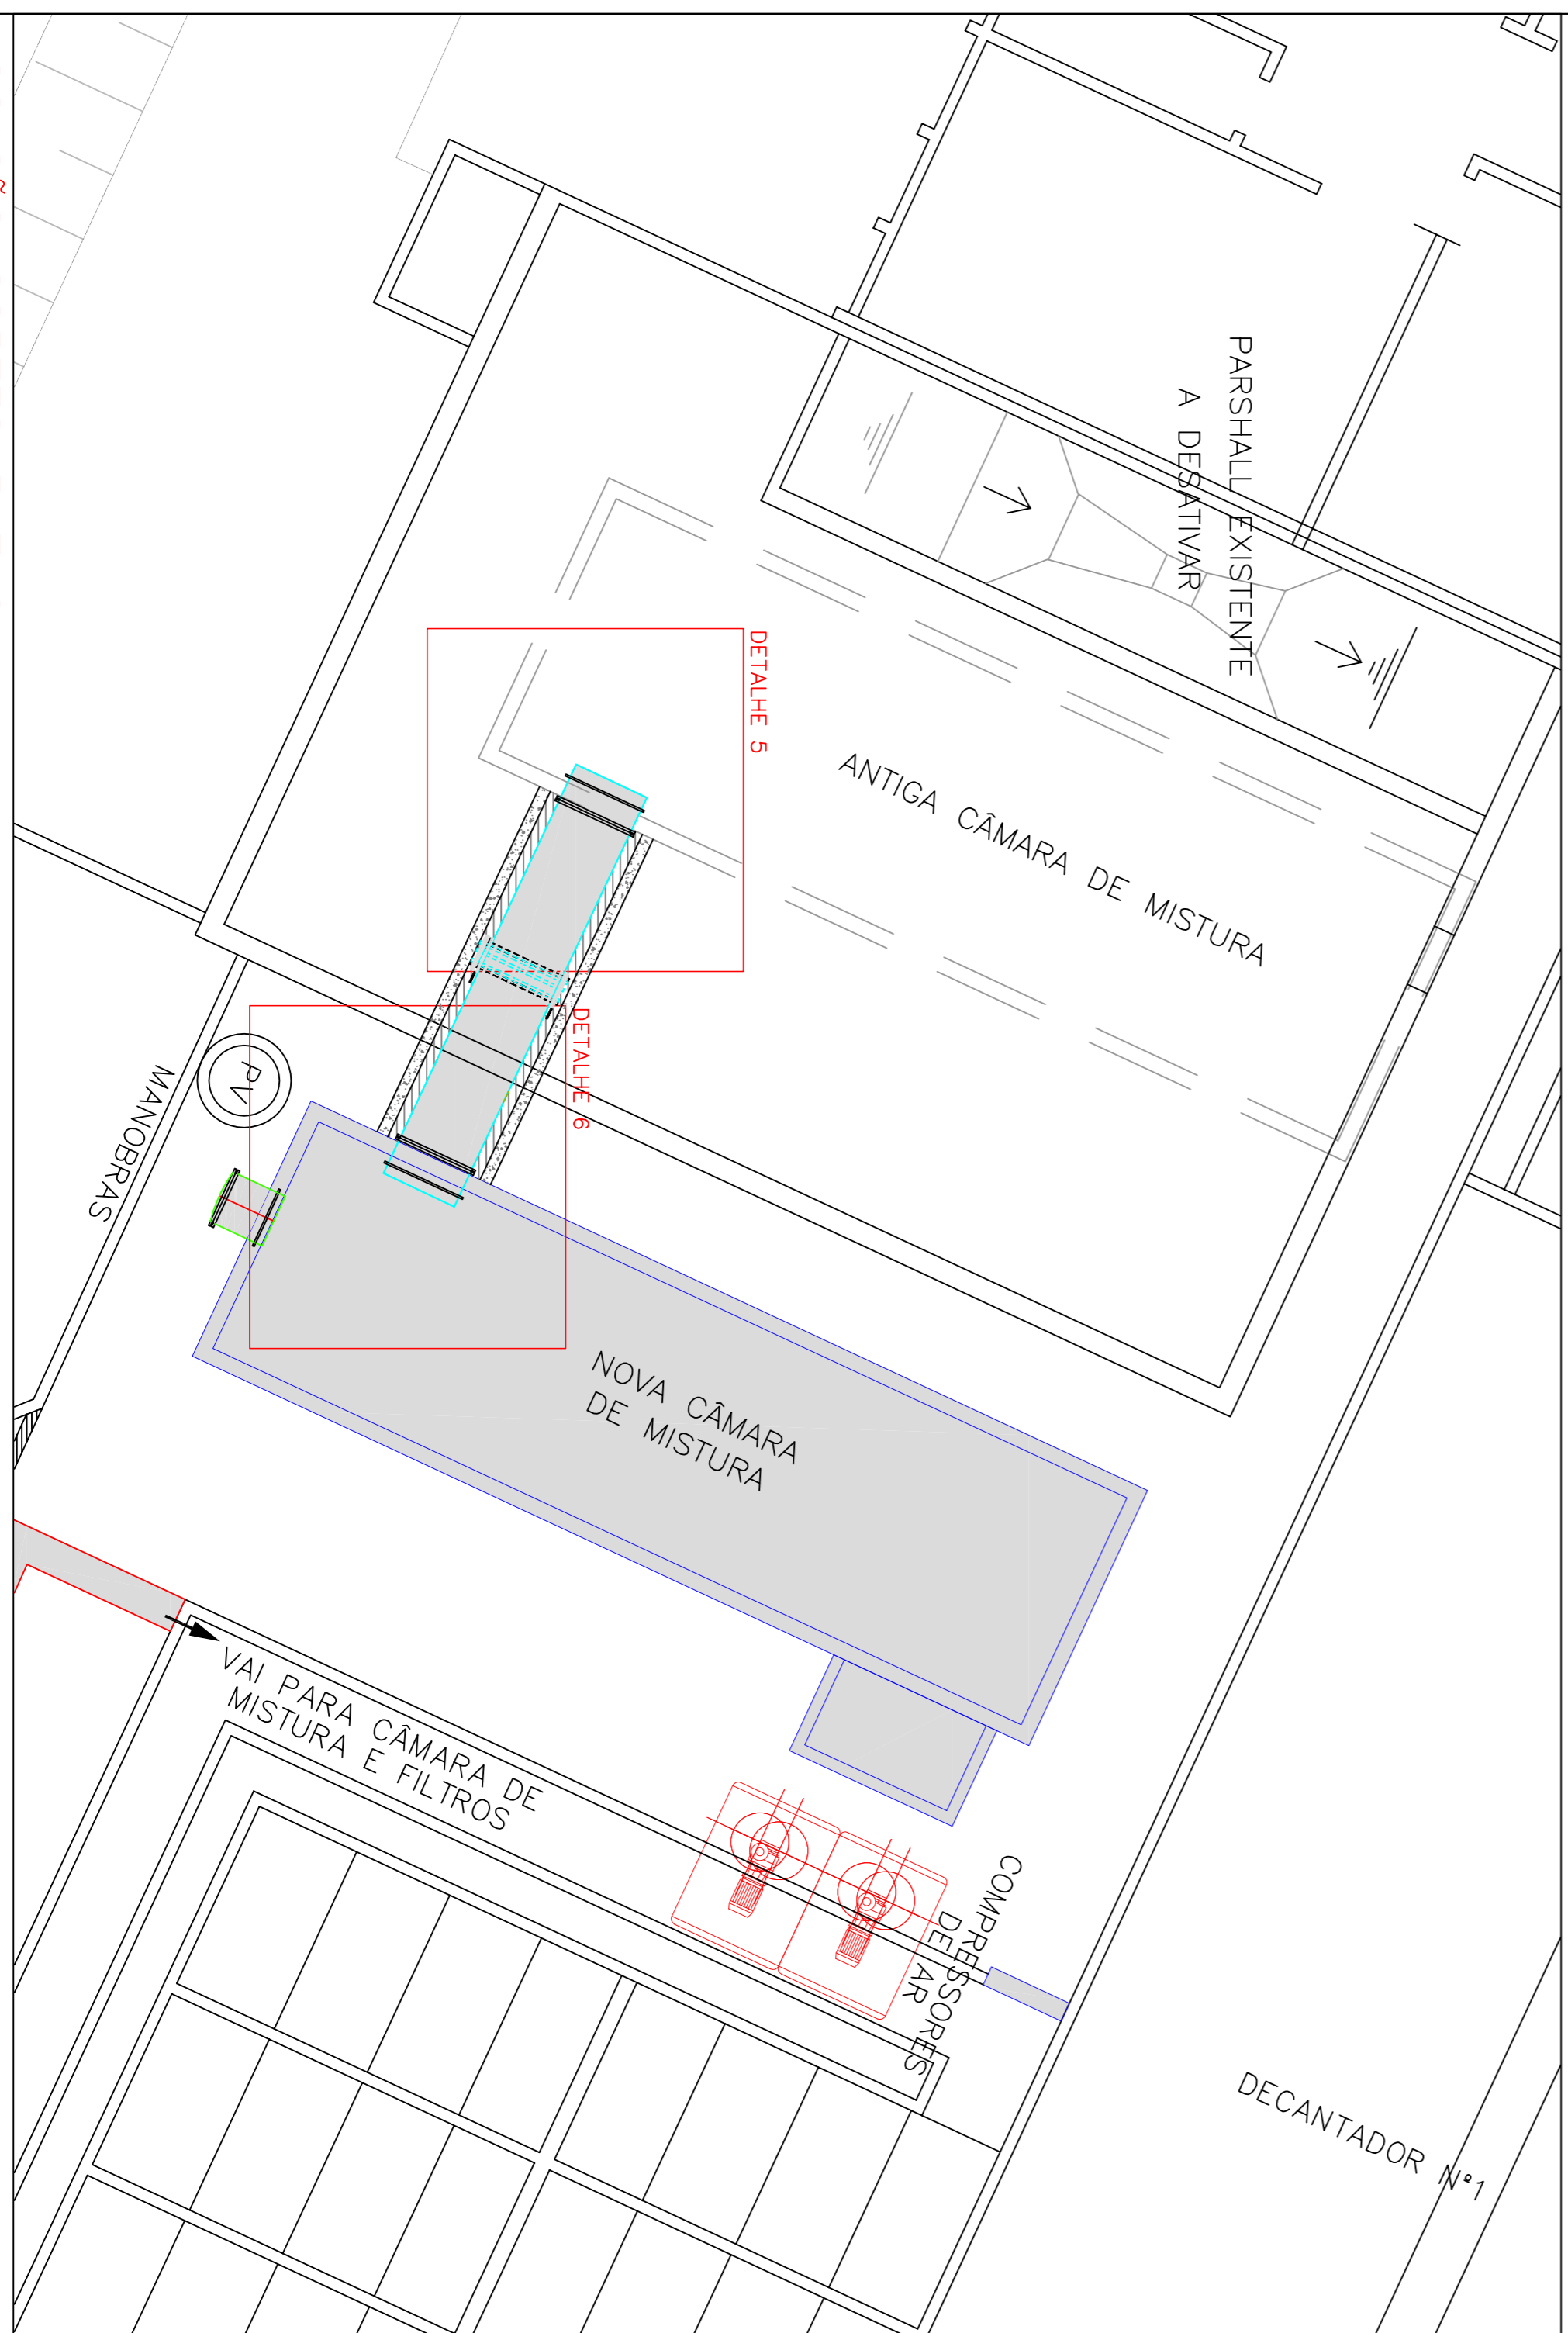 PARSHALL EXISTENTE
A DESATIVAR
DETALHE 5
ANTIGA CÂMARA DE MISTURA
DETALHE 6
PV
MANOBRAS
NOVA CÂMARA
DE MISTURA
VAI PARA CÂMARA DE
MISTURA E FILTROS
COMPRESSORES
DE AR
DECANTADOR Nº1